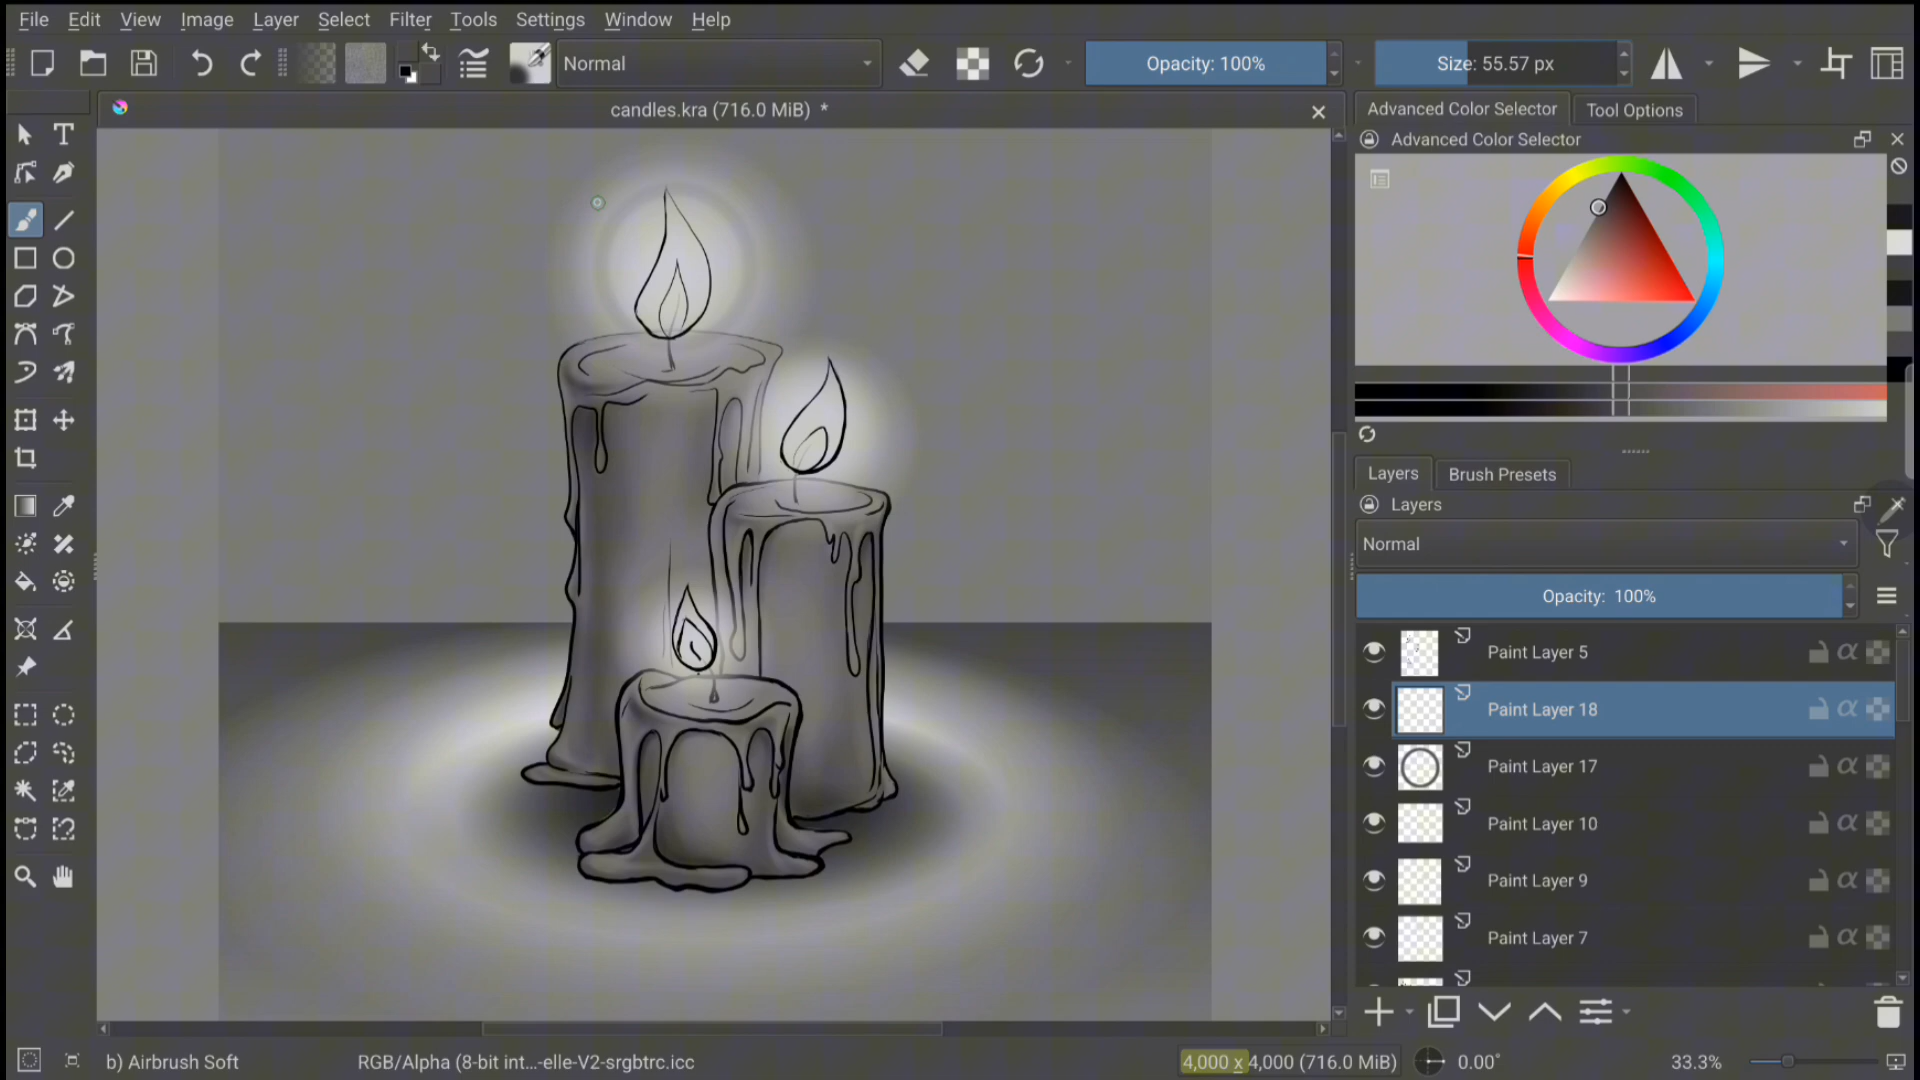 File Edit View Image Layer Select Filter Tools Settings Window Help
Normal
Opacity: 100%
Size: 55.57 px
candles.kra (716.0 MiB) *
Advanced Color Selector
Tool Options
Advanced Color Selector
Layers
Brush Presets
Layers
Normal
Opacity: 100%
Paint Layer 5
Paint Layer 18
Paint Layer 17
Paint Layer 10
Paint Layer 9
Paint Layer 7
b) Airbrush Soft
RGB/Alpha (8-bit int...-elle-V2-srgbtrc.icc
4,000 x 4,000 (716.0 MiB)
0.00°
33.3%